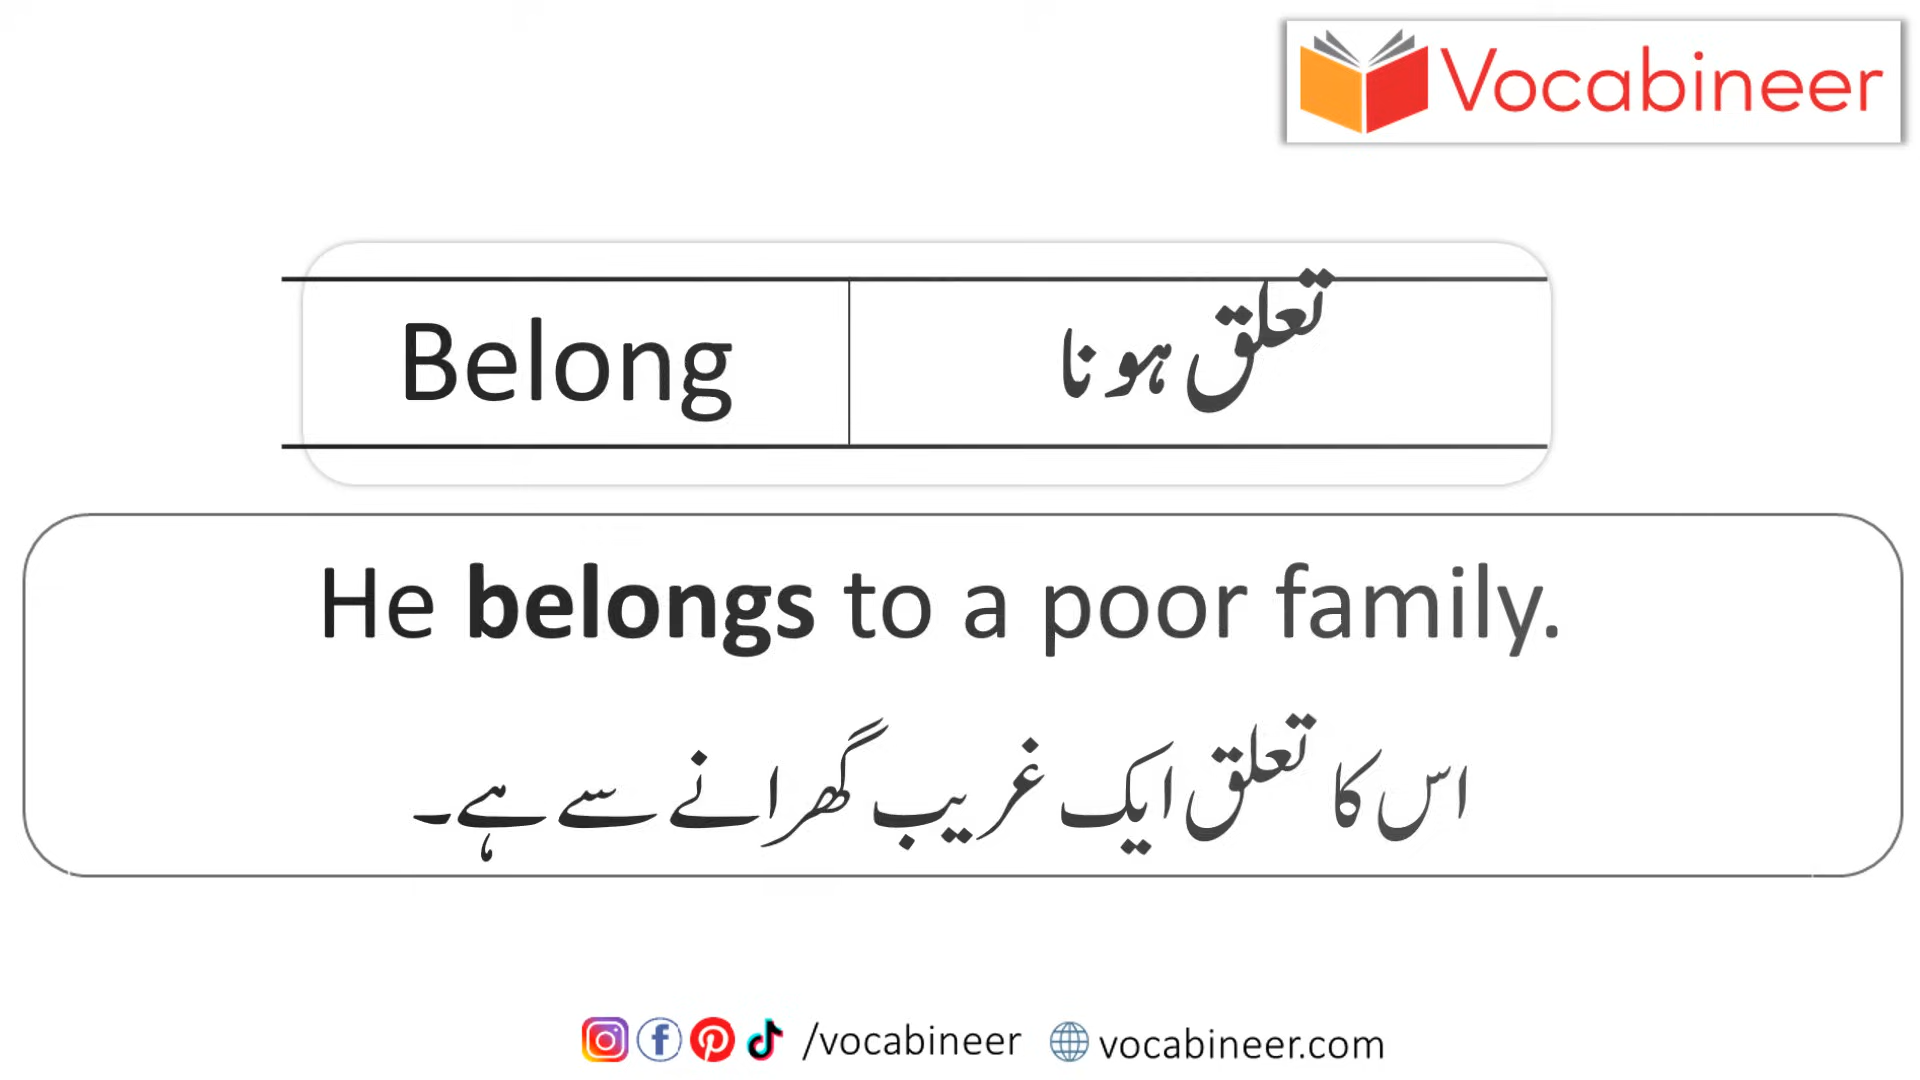 Vocabineer
Belong
تعلق ہونا
He belongs to a poor family.
اس کا تعلق ایک غریب گھرانے سے ہے۔
/vocabineer vocabineer.com